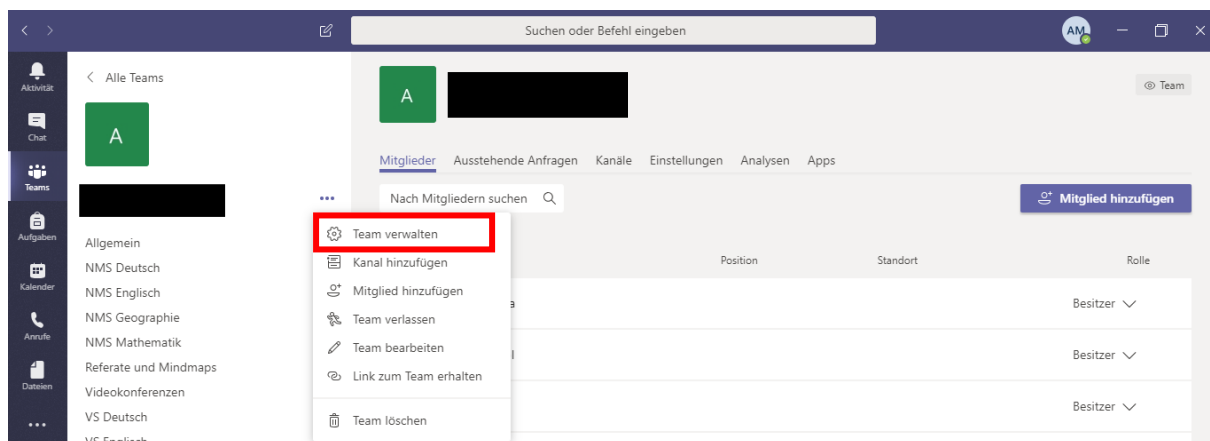 Suchen oder Befehl eingeben
AM
Aktivität
Chat
Teams
Aufgaben
Kalender
Anrufe
Dateien
Alle Teams
A
Allgemein
NMS Deutsch
NMS Englisch
NMS Geographie
NMS Mathematik
Referate und Mindmaps
Videokonferenzen
VS Deutsch
VS Englisch
Team verwalten
Kanal hinzufügen
Mitglied hinzufügen
Team verlassen
Team bearbeiten
Link zum Team erhalten
Team löschen
A
Team
Mitglieder Ausstehende Anfragen Kanäle Einstellungen Analysen Apps
Nach Mitgliedern suchen
Mitglied hinzufügen
Position Standort Rolle
a Besitzer
l Besitzer
Besitzer